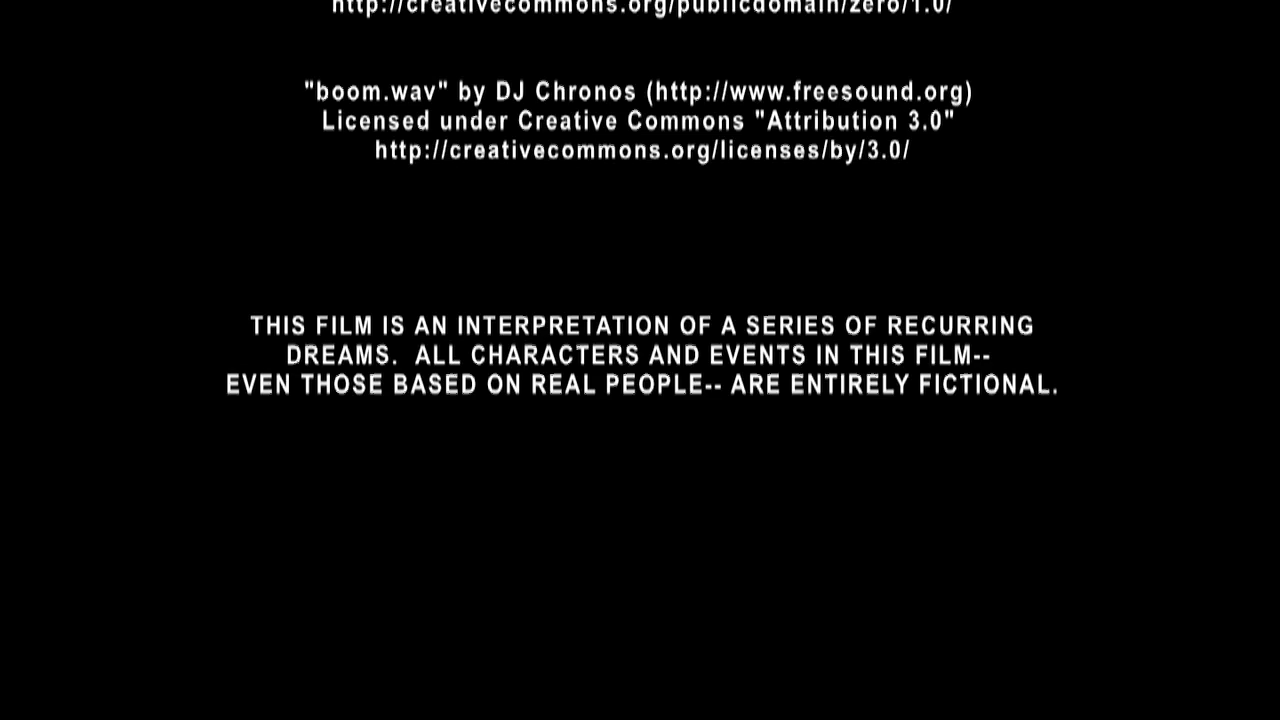 http://creativecommons.org/publicdomain/zero/1.0/
"boom.wav" by DJ Chronos (http://www.freesound.org)
Licensed under Creative Commons "Attribution 3.0"
http://creativecommons.org/licenses/by/3.0/
THIS FILM IS AN INTERPRETATION OF A SERIES OF RECURRING
DREAMS.  ALL CHARACTERS AND EVENTS IN THIS FILM--
EVEN THOSE BASED ON REAL PEOPLE-- ARE ENTIRELY FICTIONAL.